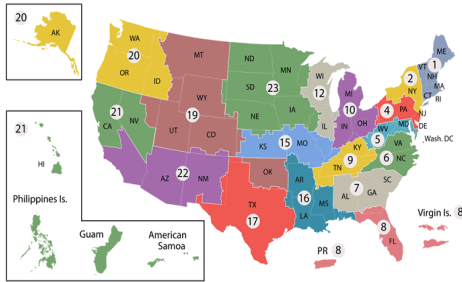 20
AK
21
HI
Philippines Is.
Guam
American
Samoa
WA
20
OR
ID
MT
WY
19
UT
CO
21
CA
NV
22
AZ
NM
ND
MN
SD
23
IA
NE
15
KS
MO
OK
TX
17
WI
12
IL
MI
10
IN
OH
KY
9
TN
AR
16
LA
MS
AL
7
GA
SC
8
FL
ME
1
VT
NH
MA
CT
RI
2
NY
4
PA
NJ
MD
DE
5
WV
Wash. DC
VA
6
NC
Virgin Is. 8
PR 8